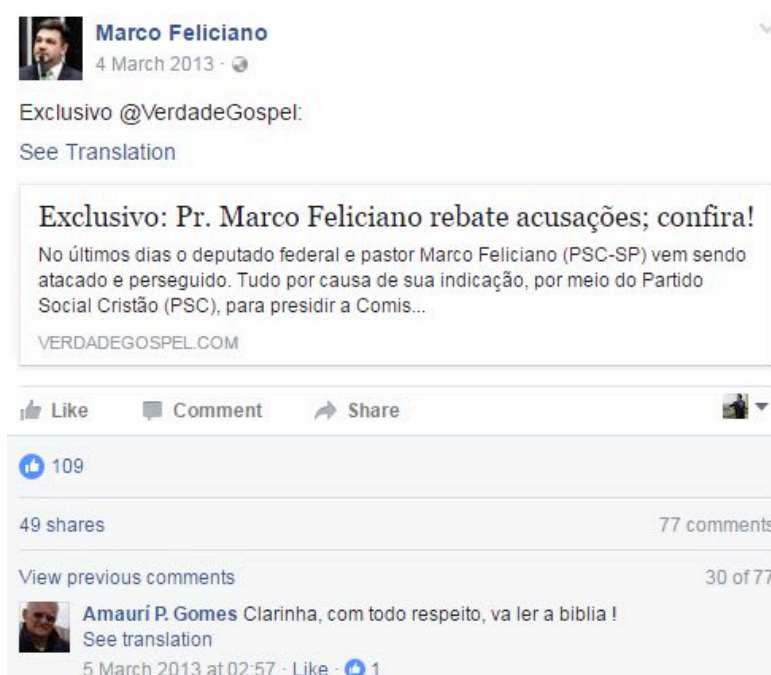 Marco Feliciano
4 March 2013 ·
Exclusivo @VerdadeGospel:
See Translation
Exclusivo: Pr. Marco Feliciano rebate acusações; confira!
No últimos dias o deputado federal e pastor Marco Feliciano (PSC-SP) vem sendo
atacado e perseguido. Tudo por causa de sua indicação, por meio do Partido
Social Cristão (PSC), para presidir a Comis...
VERDADEGOSPEL.COM
Like Comment Share
109
49 shares 77 comments
View previous comments 30 of 77
Amaurí P. Gomes Clarinha, com todo respeito, va ler a biblia !
See translation
5 March 2013 at 02:57 · Like · 1